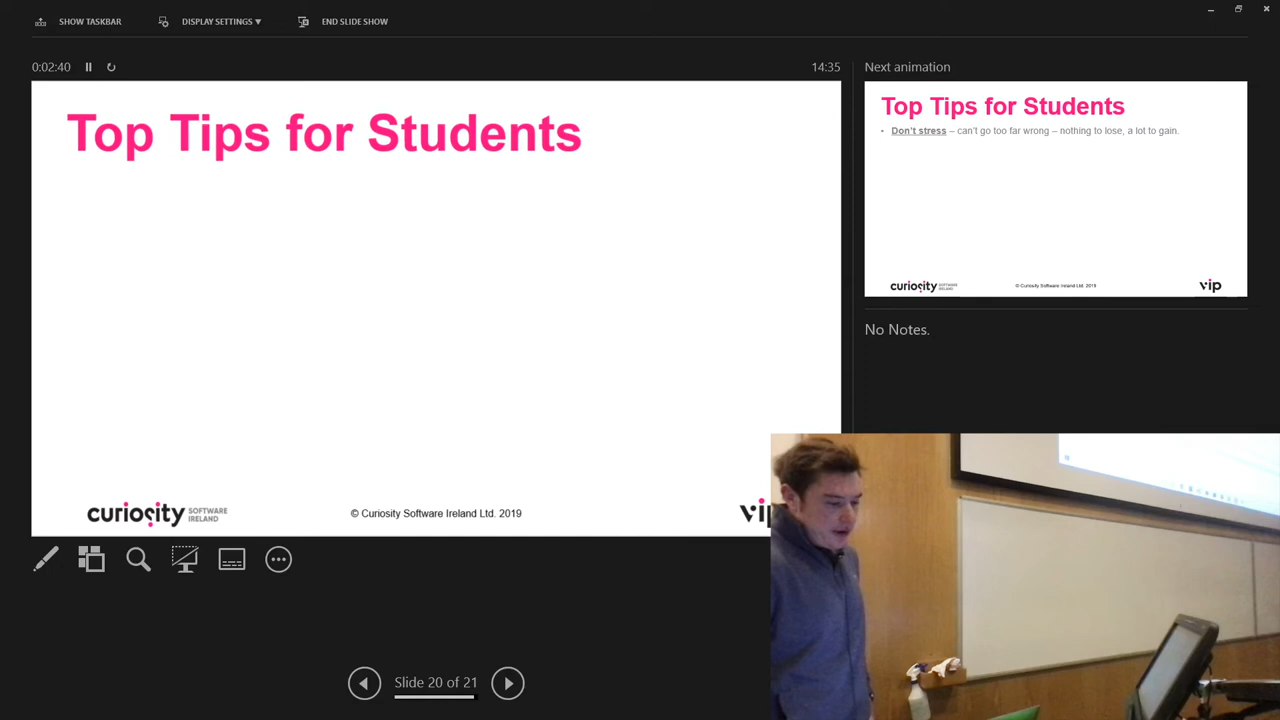 SHOW TASKBAR
DISPLAY SETTINGS ▼
END SLIDE SHOW
0:02:40
14:35
Top Tips for Students
curiosity SOFTWARE
IRELAND
© Curiosity Software Ireland Ltd. 2019
vip
Slide 20 of 21
Next animation
Top Tips for Students
• Don't stress – can't go too far wrong – nothing to lose, a lot to gain.
curiosity SOFTWARE
IRELAND
© Curiosity Software Ireland Ltd. 2019
vip
No Notes.